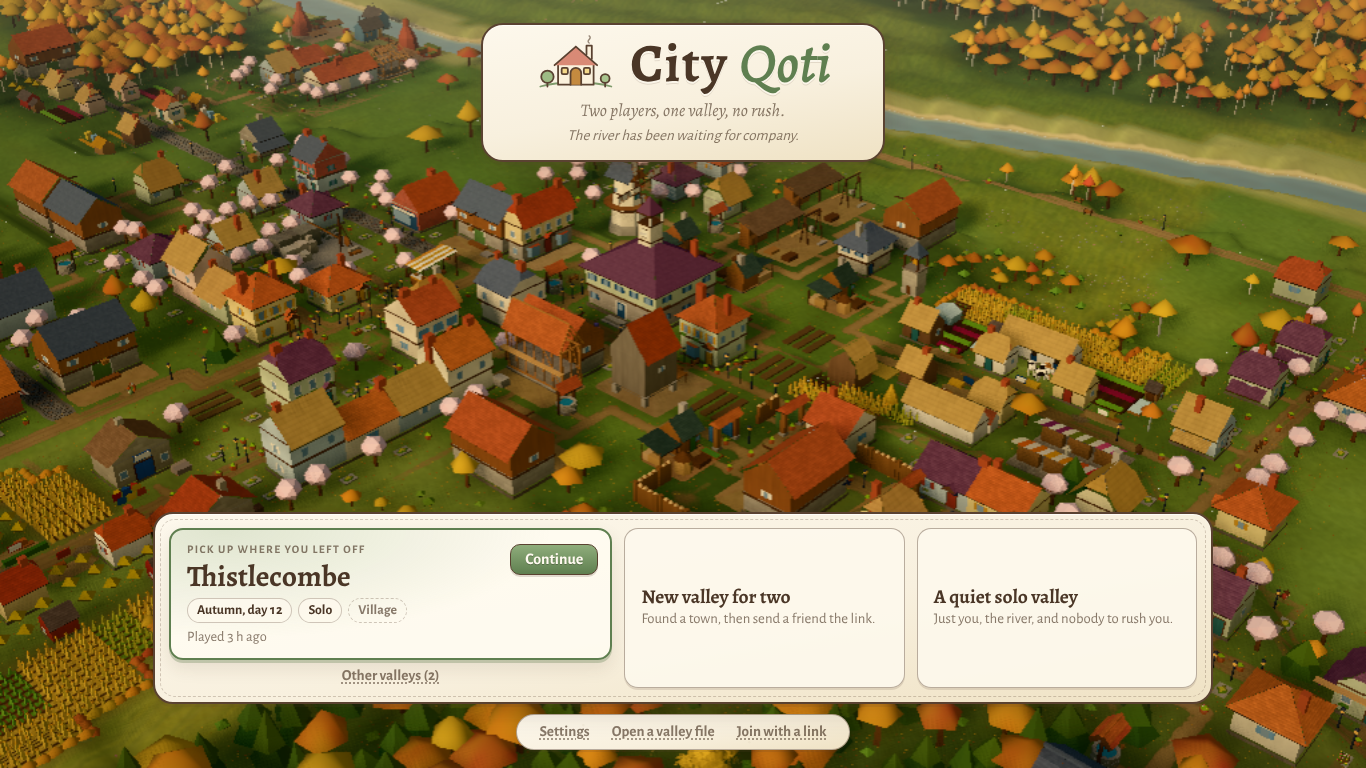 City Qoti
Two players, one valley, no rush.
The river has been waiting for company.
PICK UP WHERE YOU LEFT OFF
Continue
Thistlecombe
Autumn, day 12 Solo Village
Played 3 h ago
Other valleys (2)
New valley for two
Found a town, then send a friend the link.
A quiet solo valley
Just you, the river, and nobody to rush you.
Settings Open a valley file Join with a link